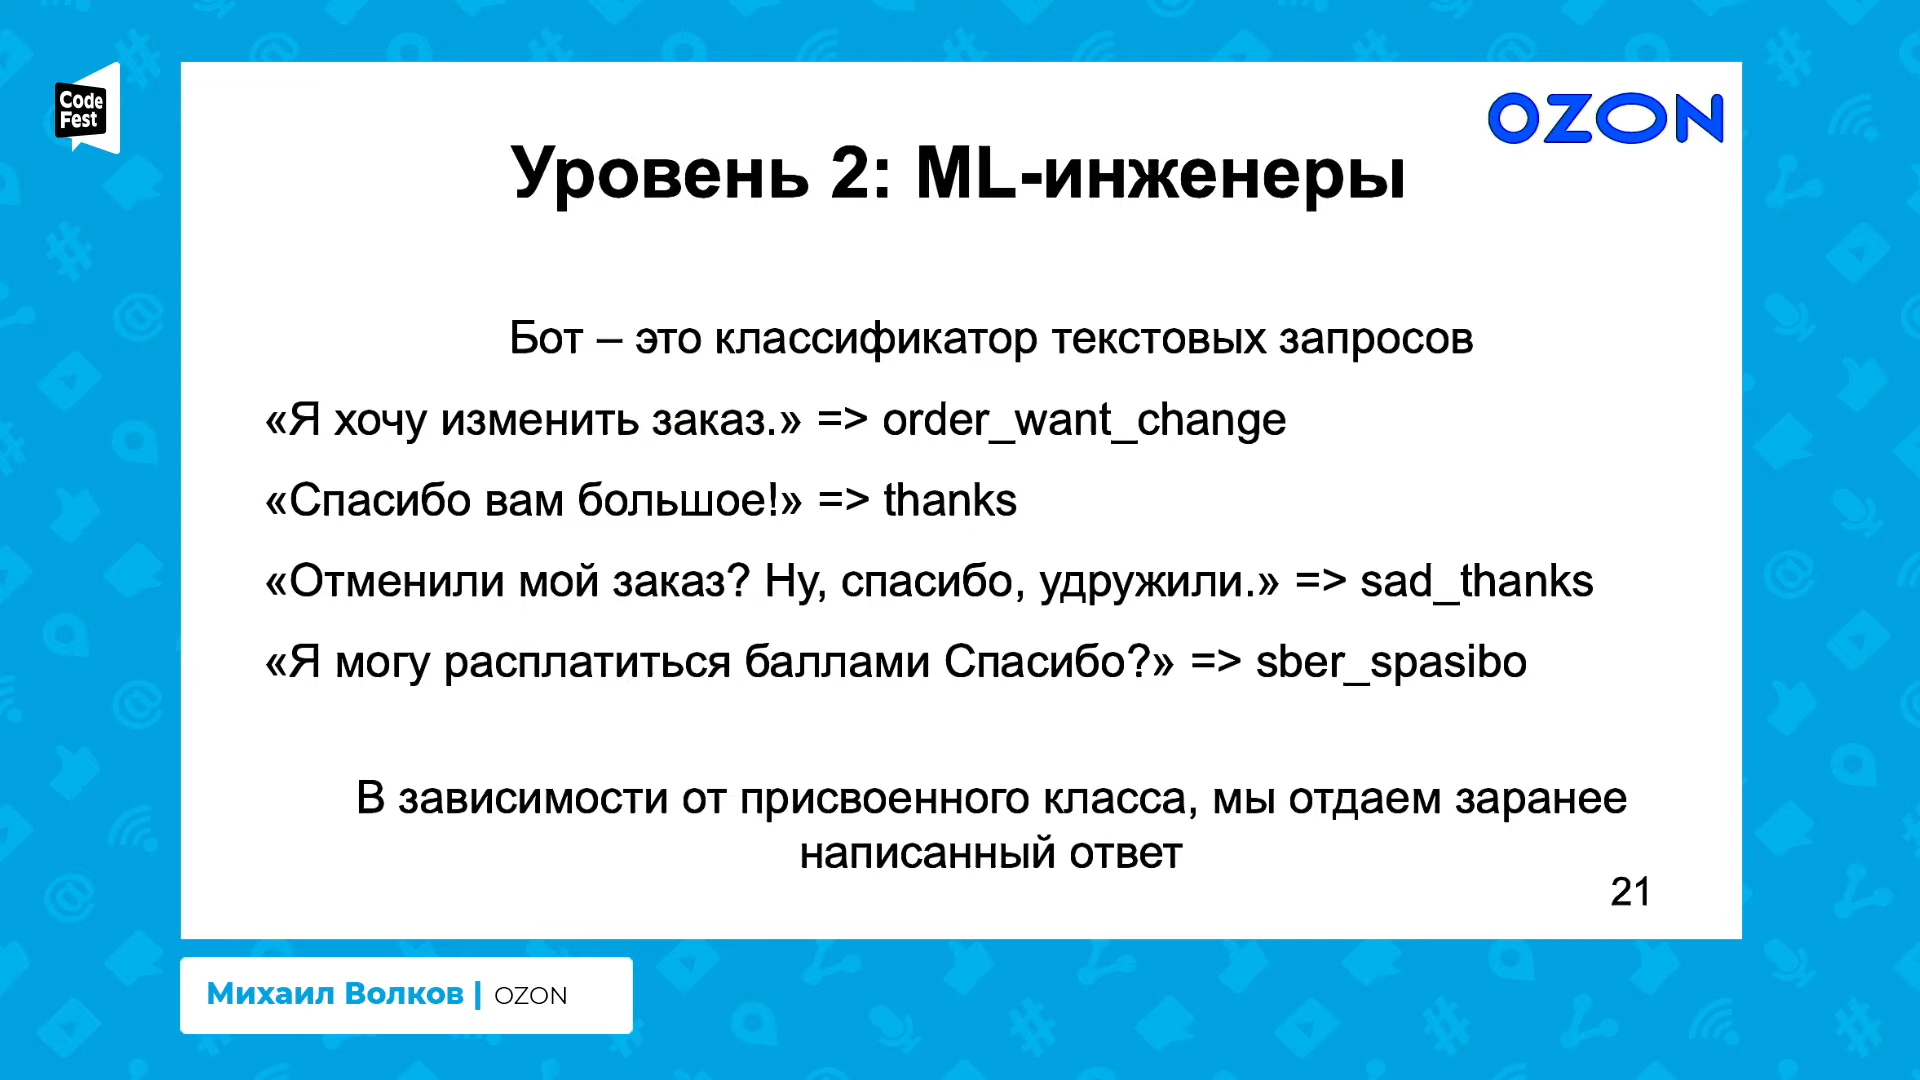 Code
Fest
OZON
Уровень 2: ML-инженеры
Бот – это классификатор текстовых запросов
«Я хочу изменить заказ.» => order_want_change
«Спасибо вам большое!» => thanks
«Отменили мой заказ? Ну, спасибо, удружили.» => sad_thanks
«Я могу расплатиться баллами Спасибо?» => sber_spasibo
В зависимости от присвоенного класса, мы отдаем заранее
написанный ответ
21
Михаил Волков | OZON